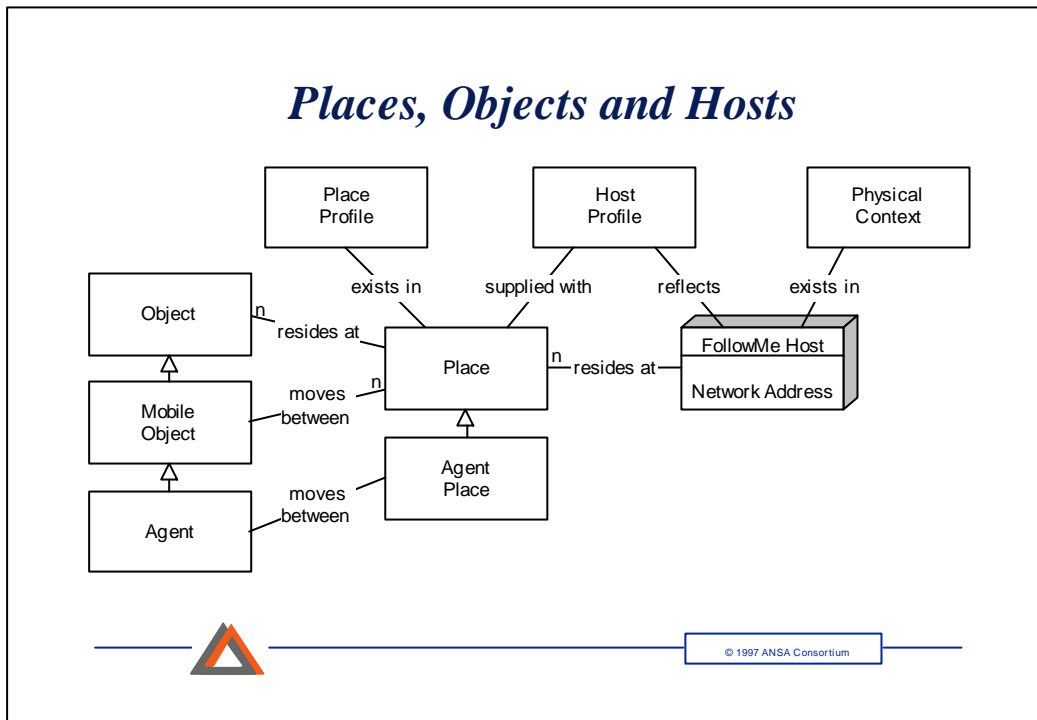 Places, Objects and Hosts
Place
Profile
Host
Profile
Physical
Context
exists in
supplied with
reflects
exists in
Object
n
resides at
Place
n
resides at
FollowMe Host
Network Address
n
moves
between
Mobile
Object
Agent
Place
moves
between
Agent
© 1997 ANSA Consortium